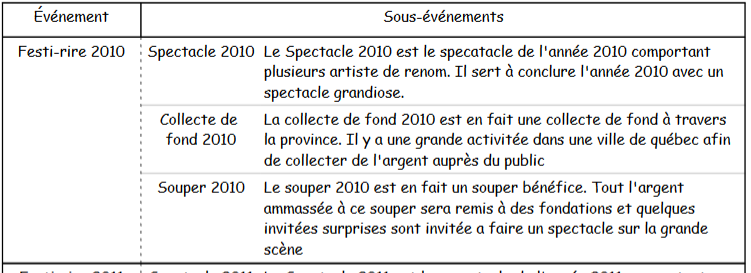 Événement Sous-événements
Festi-rire 2010 Spectacle 2010 Le Spectacle 2010 est le specatacle de l'année 2010 comportant
plusieurs artiste de renom. Il sert à conclure l'année 2010 avec un
spectacle grandiose.
Collecte de La collecte de fond 2010 est en fait une collecte de fond à travers
fond 2010 la province. Il y a une grande activitée dans une ville de québec afin
de collecter de l'argent auprès du public
Souper 2010 Le souper 2010 est en fait un souper bénéfice. Tout l'argent
ammassée à ce souper sera remis à des fondations et quelques
invitées surprises sont invitée a faire un spectacle sur la grande
scène